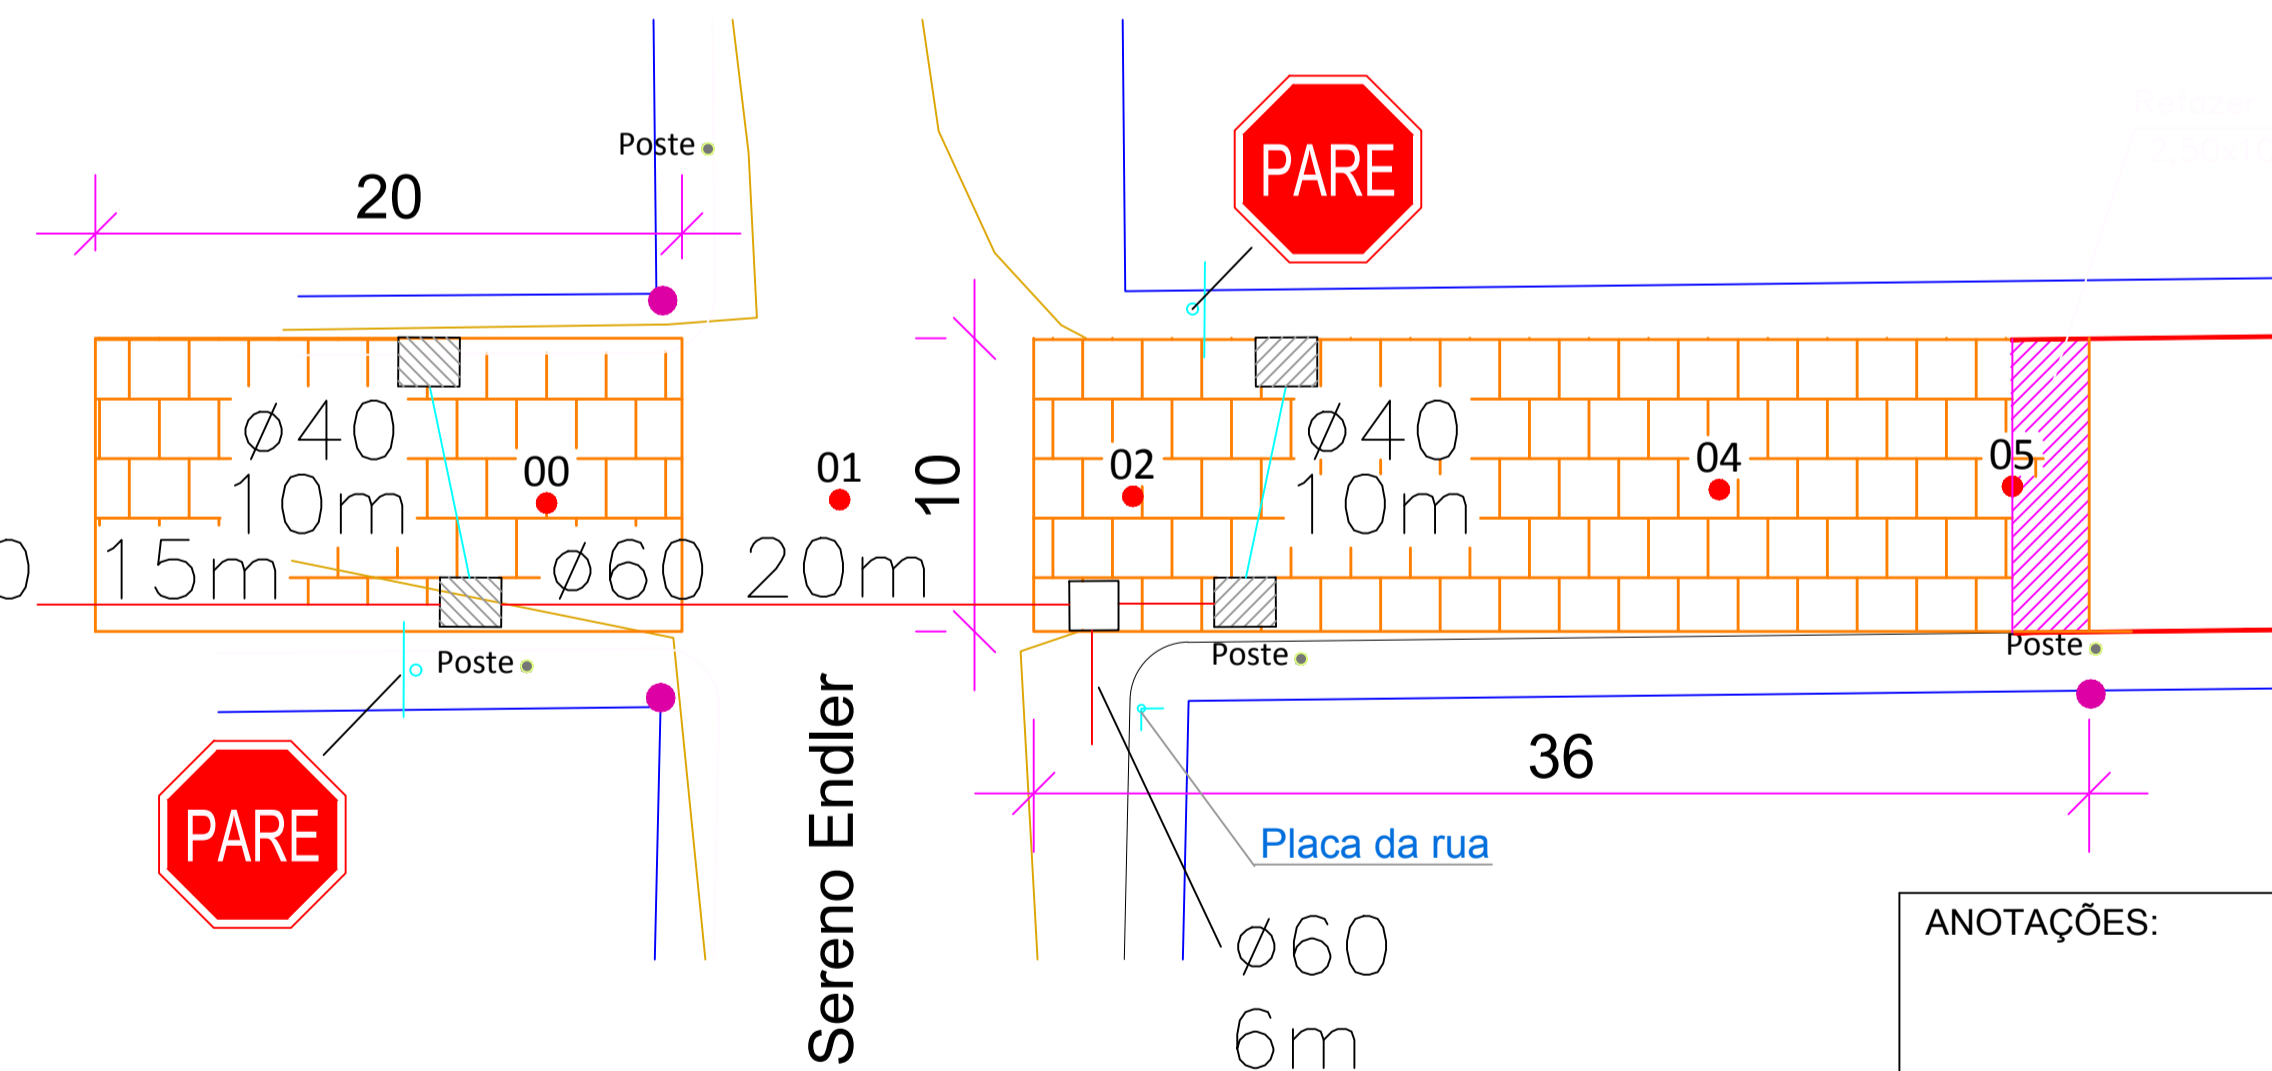 Poste
20
PARE
ø40
10m
00
01
10
02
ø40
10m
04
05
0 15m
ø60 20m
Poste
Poste
Poste
PARE
Sereno Endler
36
Placa da rua
ø60
6m
ANOTAÇÕES: